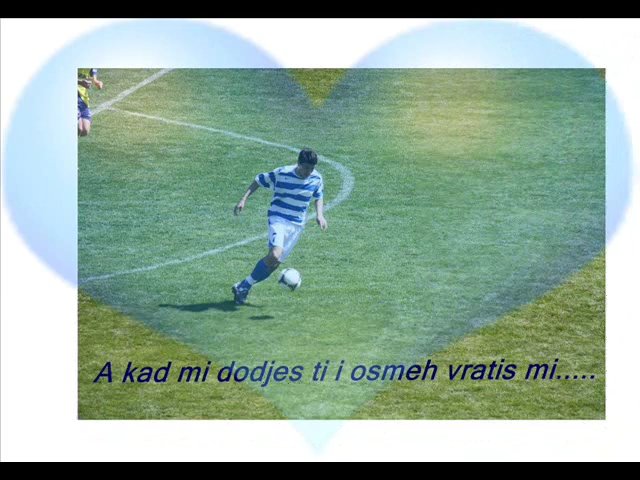 A kad mi dodjes ti i osmeh vratis mi.....